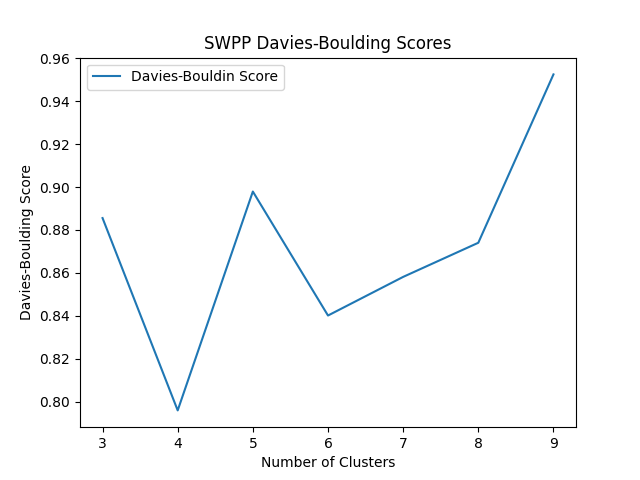 SWPP Davies-Boulding Scores
Davies-Bouldin Score
0.96
0.94
0.92
0.90
0.88
0.86
0.84
0.82
0.80
Davies-Boulding Score
3 4 5 6 7 8 9
Number of Clusters